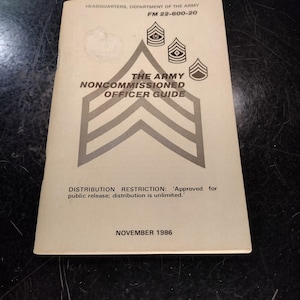 HEADQUARTERS, DEPARTMENT OF THE ARMY
FM 22-600-20
THE ARMY
NONCOMMISSIONED
OFFICER GUIDE
DISTRIBUTION RESTRICTION: 'Approved for
public release; distribution is unlimited.'
NOVEMBER 1986